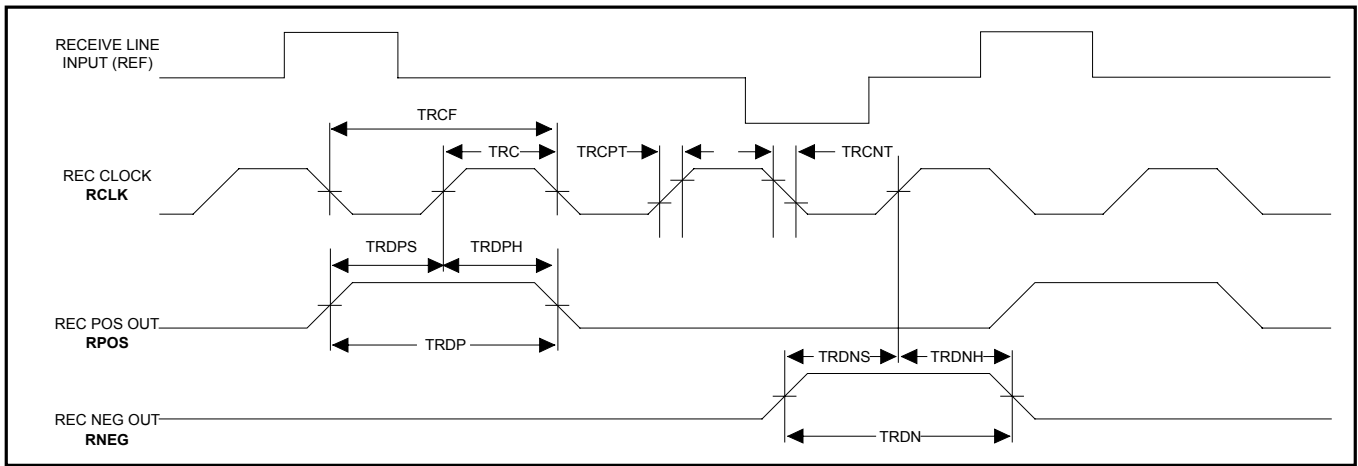 RECEIVE LINE
INPUT (REF)
TRCF
TRC
TRCPT
TRCNT
REC CLOCK
RCLK
TRDPS
TRDPH
REC POS OUT
RPOS
TRDP
TRDNS
TRDNH
REC NEG OUT
RNEG
TRDN